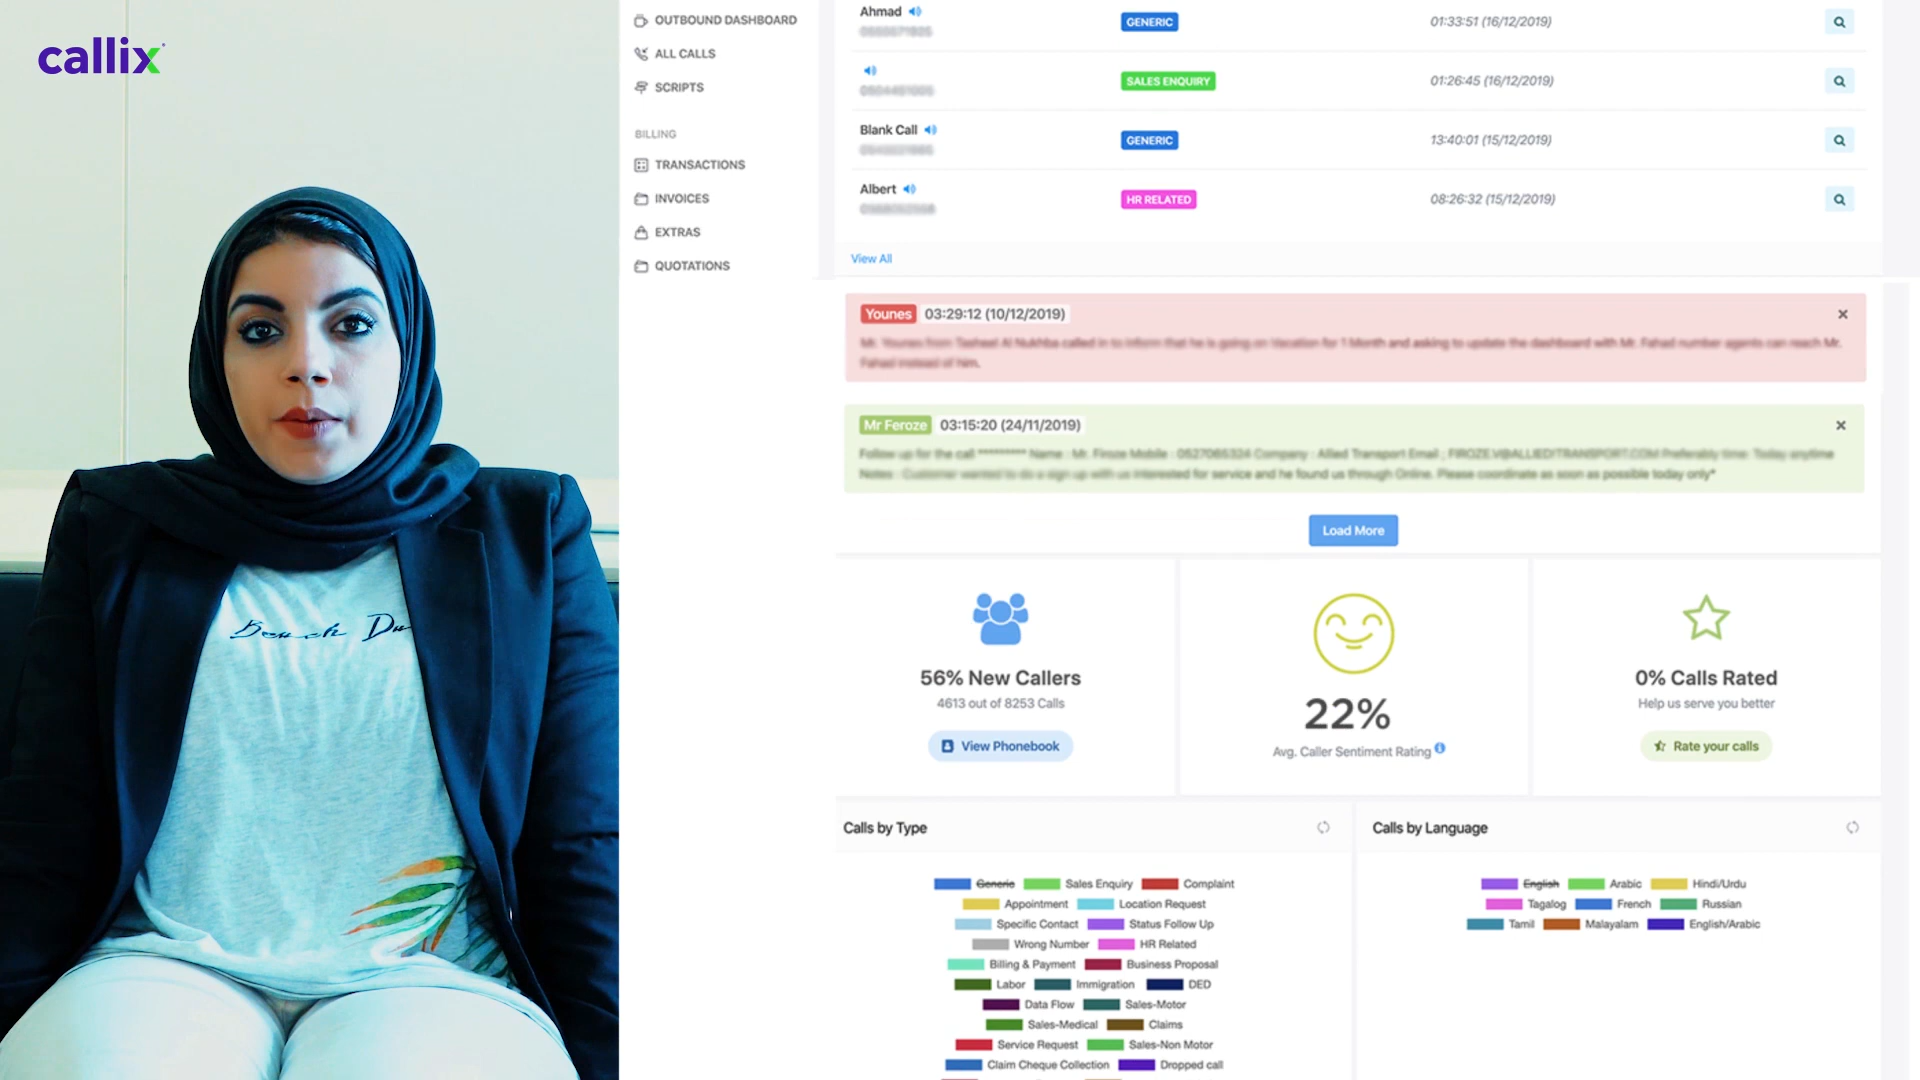 callix
OUTBOUND DASHBOARD
ALL CALLS
SCRIPTS
BILLING
TRANSACTIONS
INVOICES
EXTRAS
QUOTATIONS
Ahmad
GENERIC
01:33:51 (16/12/2019)
SALES ENQUIRY
01:26:45 (16/12/2019)
Blank Call
GENERIC
13:40:01 (15/12/2019)
Albert
HR RELATED
08:26:32 (15/12/2019)
View All
Younes 03:29:12 (10/12/2019)
Mr Feroze 03:15:20 (24/11/2019)
Load More
56% New Callers
4613 out of 8253 Calls
View Phonebook
22%
Avg. Caller Sentiment Rating
0% Calls Rated
Help us serve you better
Rate your calls
Calls by Type
Generic Sales Enquiry Complaint
Appointment Location Request
Specific Contact Status Follow Up
Wrong Number HR Related
Billing & Payment Business Proposal
Labor Immigration DED
Data Flow Sales-Motor
Sales-Medical Claims
Service Request Sales-Non Motor
Claim Cheque Collection Dropped call
Calls by Language
English Arabic Hindi/Urdu
Tagalog French Russian
Tamil Malayalam English/Arabic